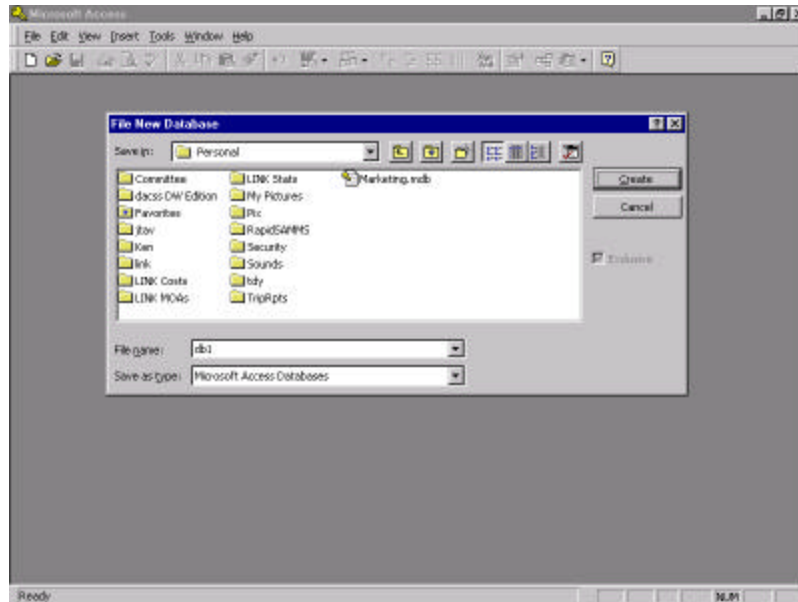 Microsoft Access
File Edit View Insert Tools Window Help
File New Database
Save in: Personal
Committee LINK Stats Marketing.mdb
dacss DW Edition My Pictures
Favorites Pic
jtav RapidSAMMS
Ken Security
link Sounds
LINK Costs tdy
LINK MOAs TripRpts
Create
Cancel
Exclusive
File name: db1
Save as type: Microsoft Access Databases
Ready NUM